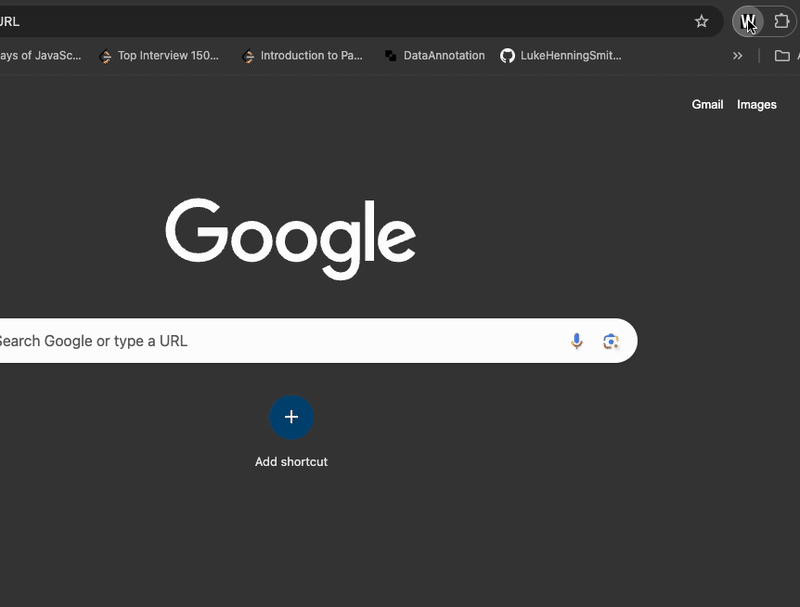 URL
W
ays of JavaSc... Top Interview 150... Introduction to Pa... DataAnnotation LukeHenningSmit... »
Gmail Images
Google
Search Google or type a URL
Add shortcut